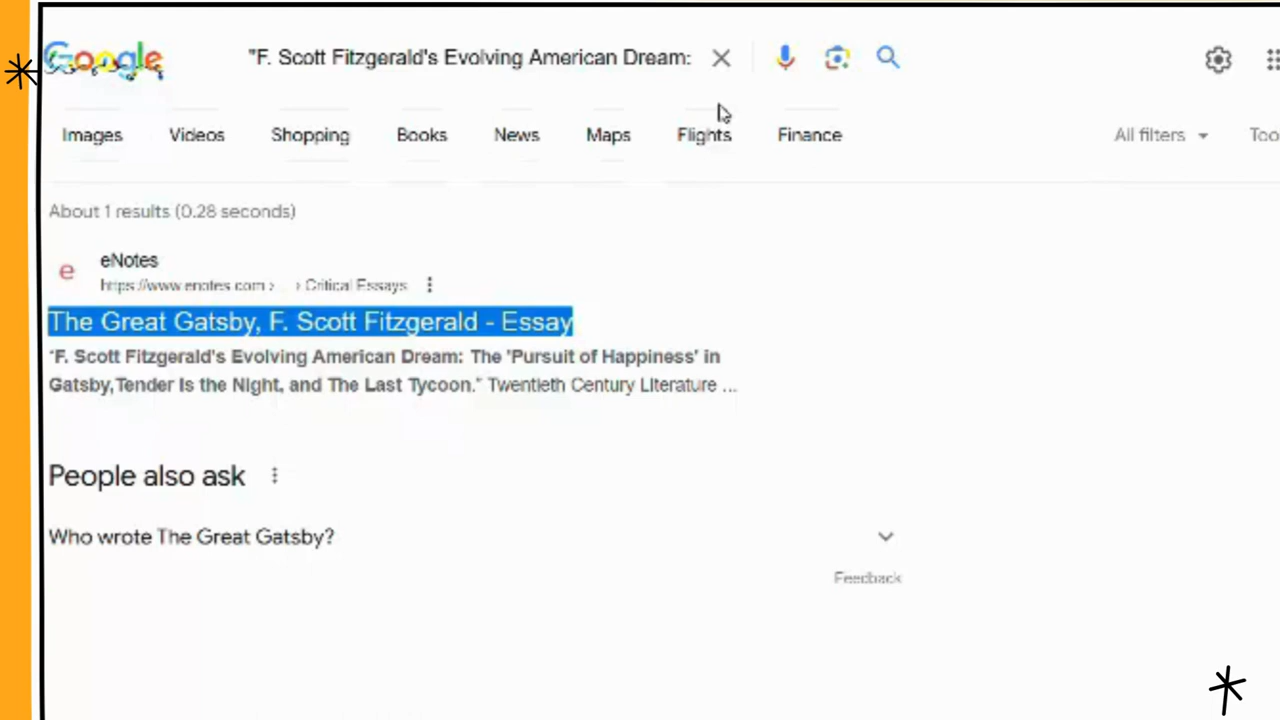 Google
"F. Scott Fitzgerald's Evolving American Dream:
Images Videos Shopping Books News Maps Flights Finance All filters Too
About 1 results (0.28 seconds)
e
eNotes
https://www.enotes.com › ... › Critical Essays
The Great Gatsby, F. Scott Fitzgerald - Essay
"F. Scott Fitzgerald's Evolving American Dream: The 'Pursuit of Happiness' in
Gatsby,Tender Is the Night, and The Last Tycoon." Twentieth Century Literature ...
People also ask
Who wrote The Great Gatsby?
Feedback